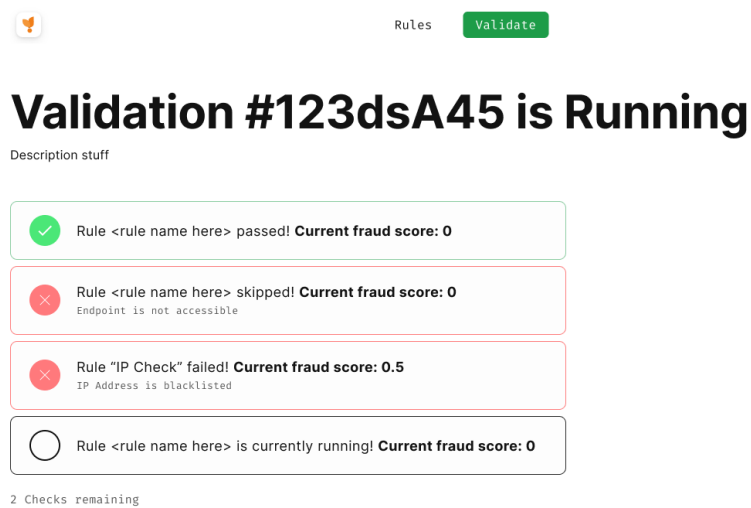 Rules
Validate
Validation #123dsA45 is Running
Description stuff
Rule <rule name here> passed! Current fraud score: 0
Rule <rule name here> skipped! Current fraud score: 0
Endpoint is not accessible
Rule “IP Check” failed! Current fraud score: 0.5
IP Address is blacklisted
Rule <rule name here> is currently running! Current fraud score: 0
2 Checks remaining